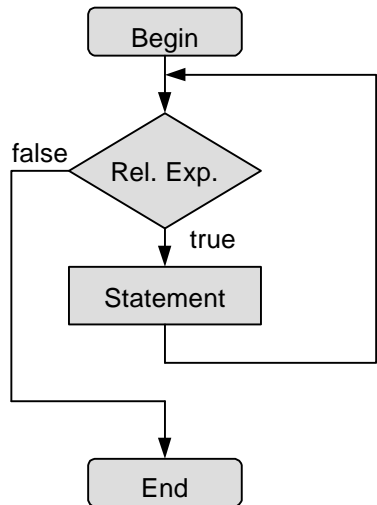 Begin
false
Rel. Exp.
true
Statement
End